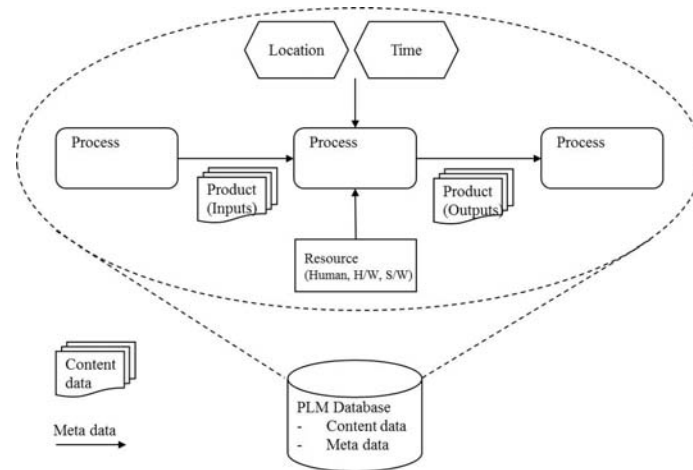 Location
Time
Process
Process
Process
Product
(Inputs)
Product
(Outputs)
Resource
(Human, H/W, S/W)
Content
data
Meta data
PLM Database
- Content data
- Meta data